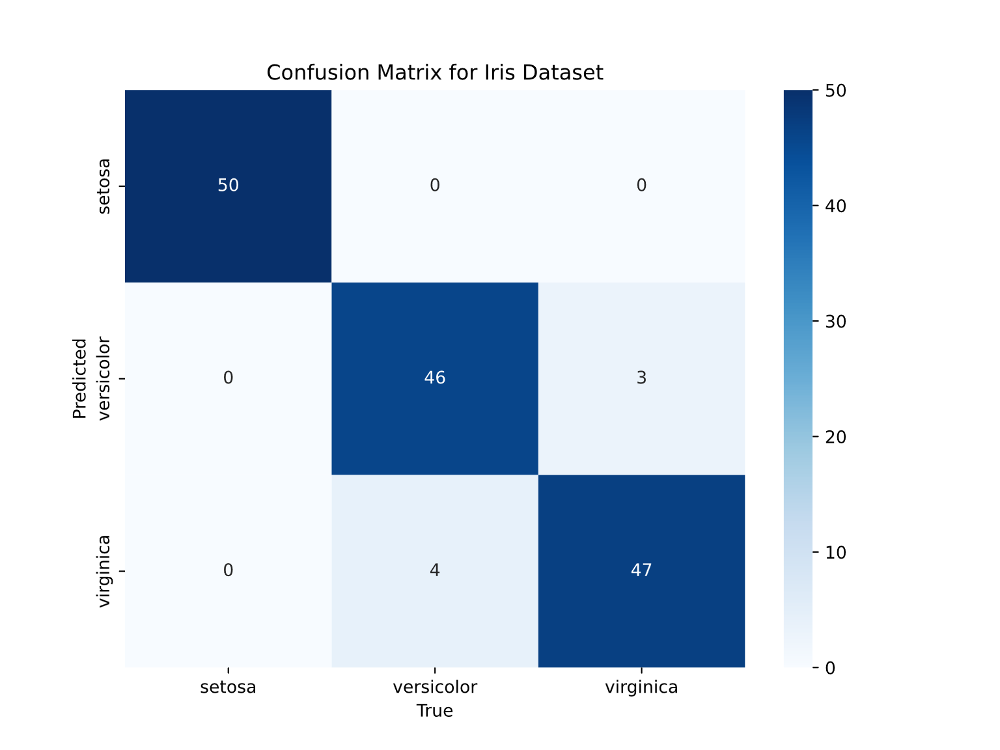 Confusion Matrix for Iris Dataset
50
0
0
0
46
3
0
4
47
setosa
versicolor
virginica
Predicted
setosa
versicolor
virginica
True
50
40
30
20
10
0